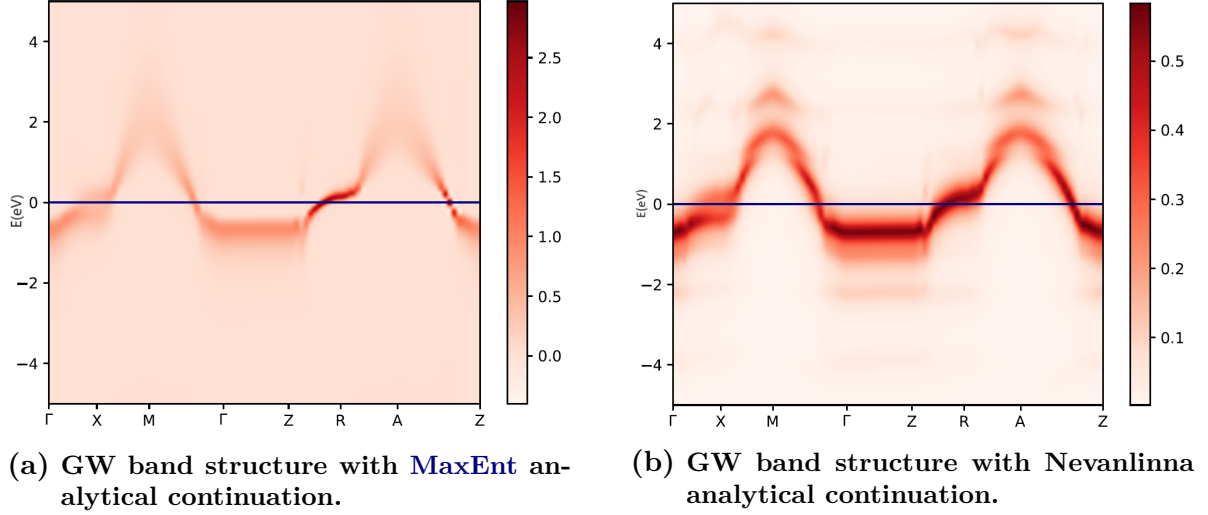 4
2
0
−2
−4
E(eV)
Γ X M Γ Z R A Z
2.5
2.0
1.5
1.0
0.5
0.0
(a) GW band structure with MaxEnt an-
alytical continuation.
4
2
0
−2
−4
E(eV)
Γ X M Γ Z R A Z
0.5
0.4
0.3
0.2
0.1
(b) GW band structure with Nevanlinna
analytical continuation.